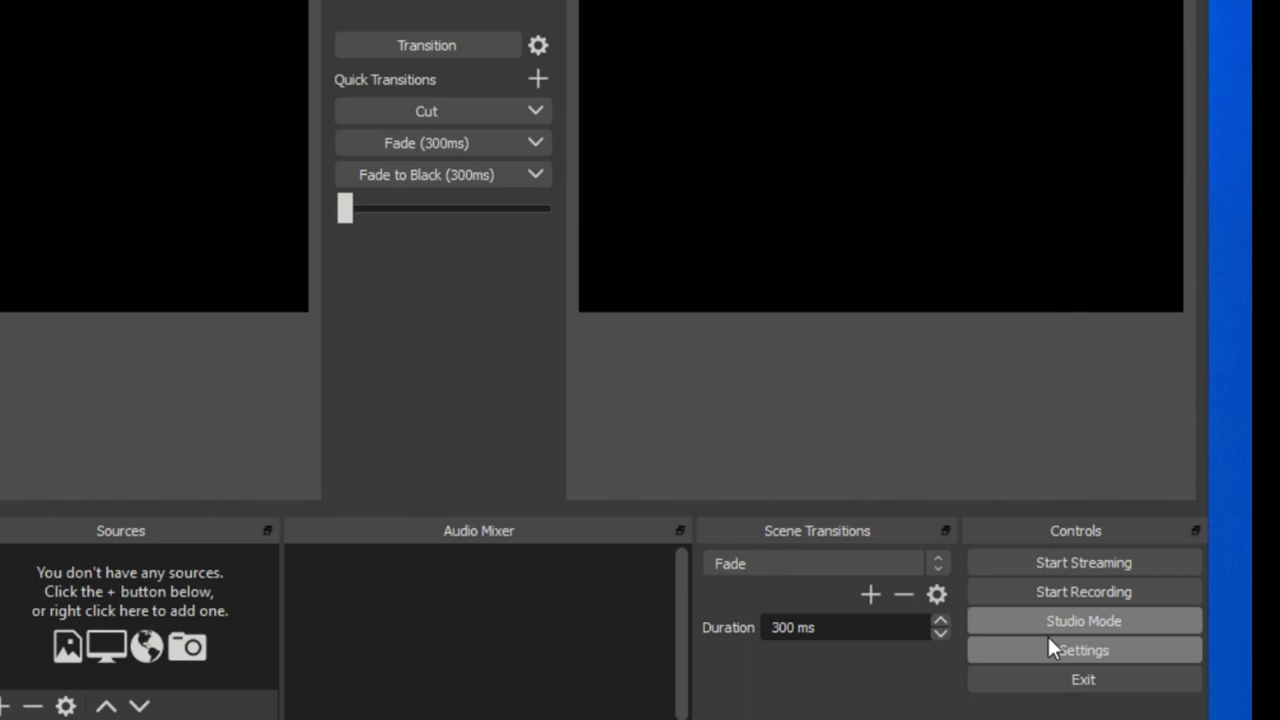 Transition
Quick Transitions
Cut
Fade (300ms)
Fade to Black (300ms)
Sources
You don't have any sources.
Click the + button below,
or right click here to add one.
Audio Mixer
Scene Transitions
Fade
Duration 300 ms
Controls
Start Streaming
Start Recording
Studio Mode
Settings
Exit